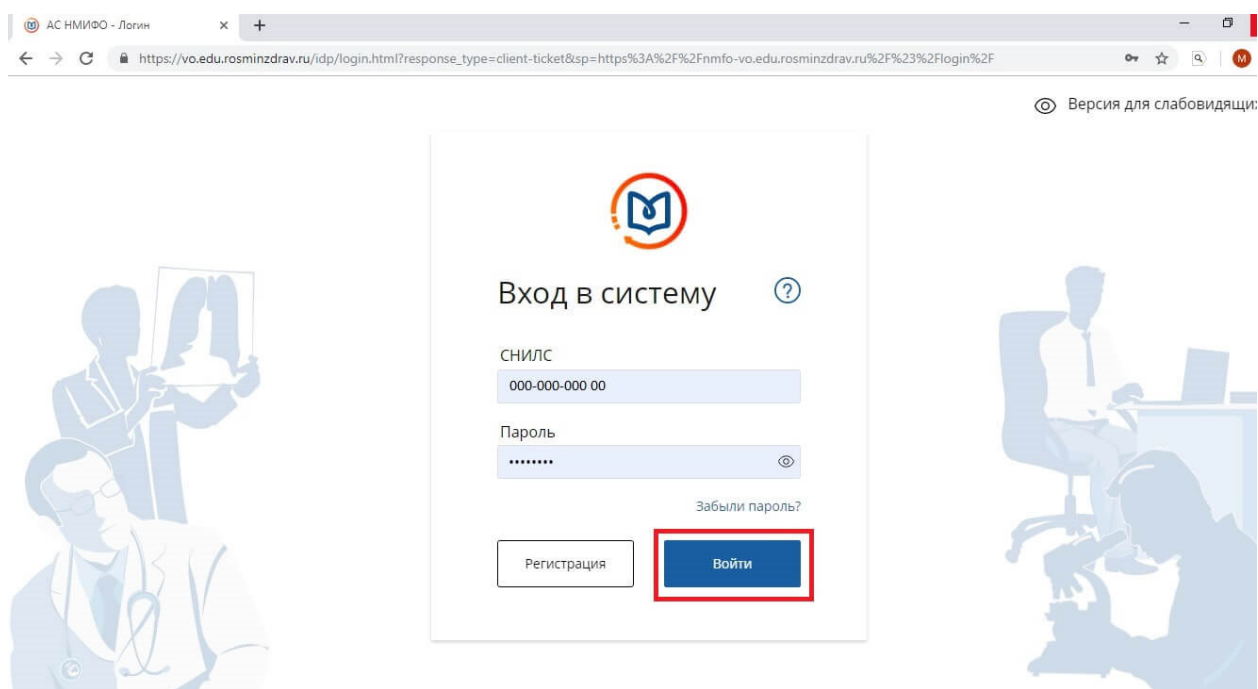 АС НМИФО - Логин
https://vo.edu.rosminzdrav.ru/idp/login.html?response_type=client-ticket&sp=https%3A%2F%2Fnmfo-vo.edu.rosminzdrav.ru%2F%23%2Flogin%2F
M
Версия для слабовидящих
Вход в систему
?
СНИЛС
000-000-000 00
Пароль
••••••••
Забыли пароль?
Регистрация
Войти